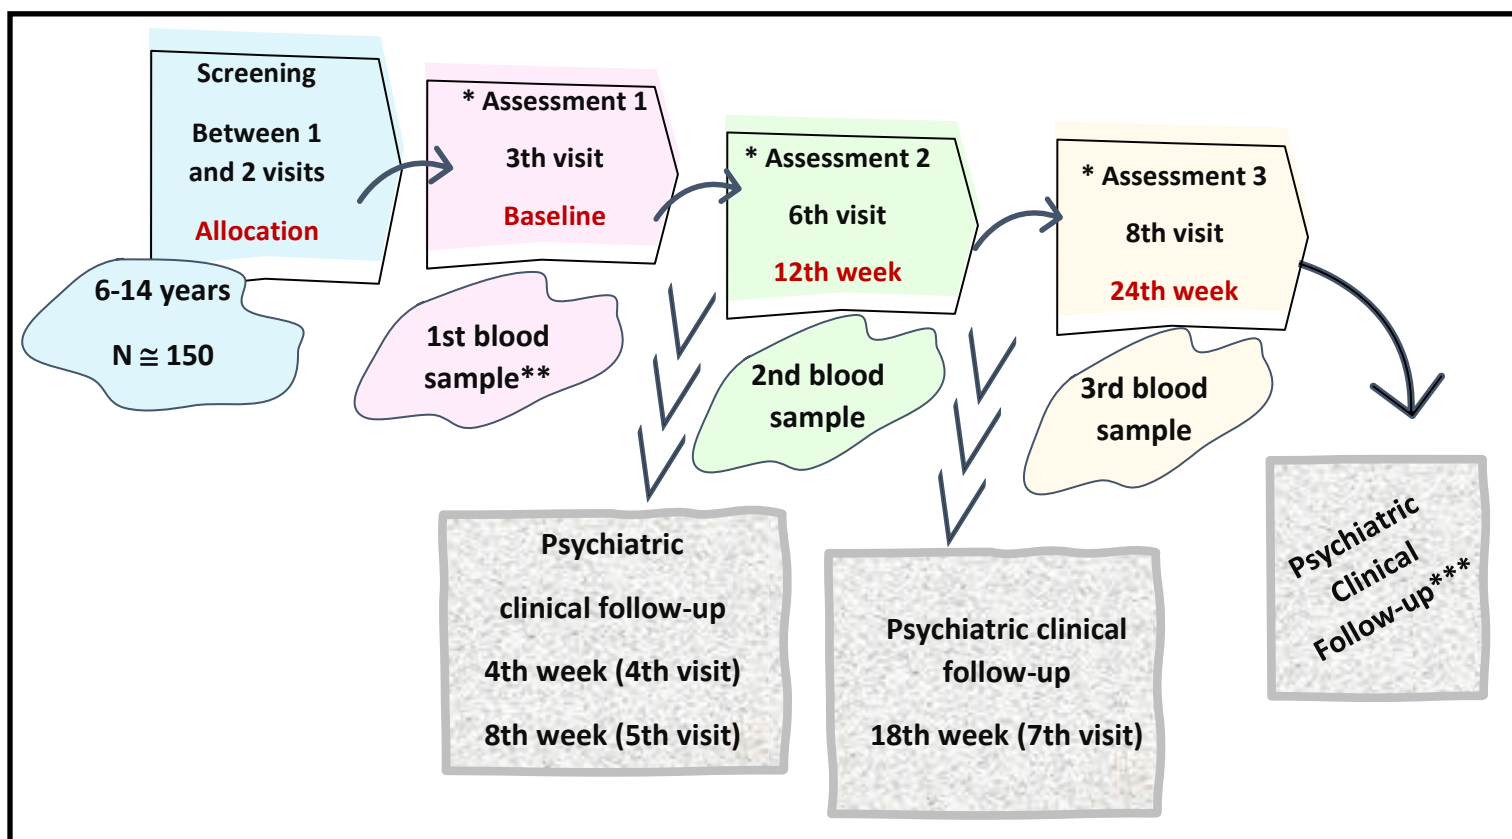 Screening
Between 1
and 2 visits
Allocation
6-14 years
N ≅ 150
* Assessment 1
3th visit
Baseline
1st blood
sample**
* Assessment 2
6th visit
12th week
2nd blood
sample
* Assessment 3
8th visit
24th week
3rd blood
sample
Psychiatric
clinical follow-up
4th week (4th visit)
8th week (5th visit)
Psychiatric clinical
follow-up
18th week (7th visit)
Psychiatric
Clinical
Follow-up***